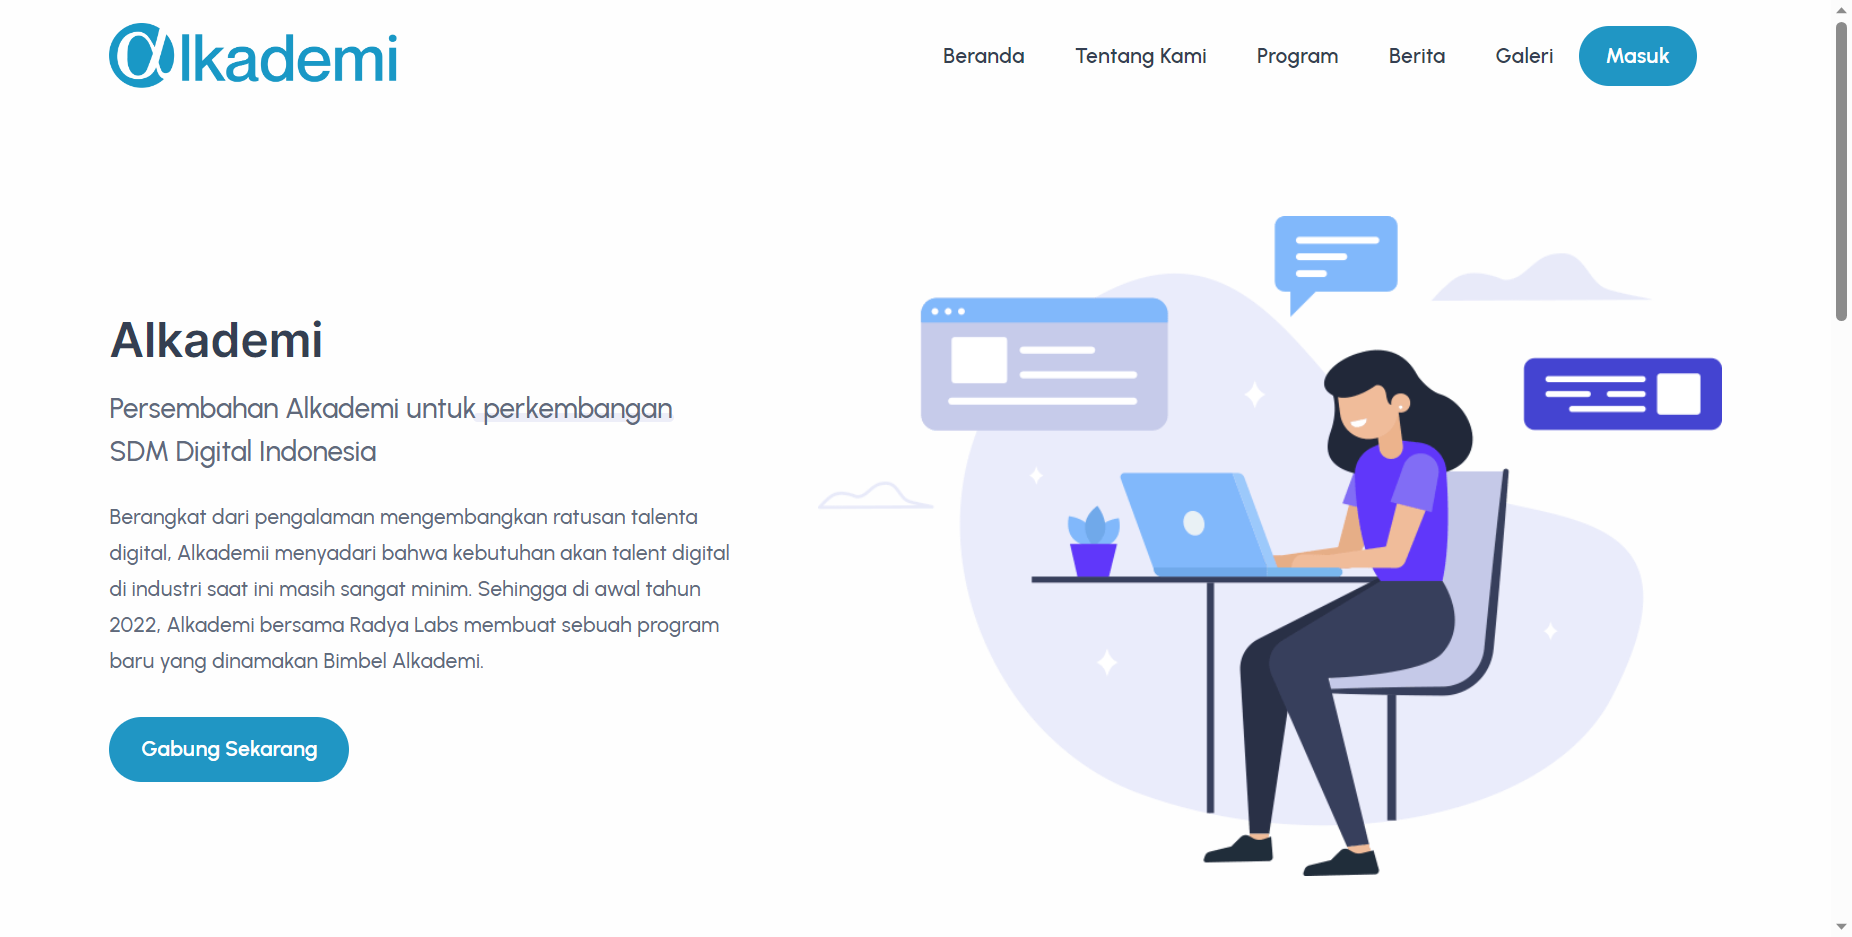 αlkademi
Beranda Tentang Kami Program Berita Galeri Masuk
Alkademi
Persembahan Alkademi untuk perkembangan
SDM Digital Indonesia
Berangkat dari pengalaman mengembangkan ratusan talenta
digital, Alkademii menyadari bahwa kebutuhan akan talent digital
di industri saat ini masih sangat minim. Sehingga di awal tahun
2022, Alkademi bersama Radya Labs membuat sebuah program
baru yang dinamakan Bimbel Alkademi.
Gabung Sekarang